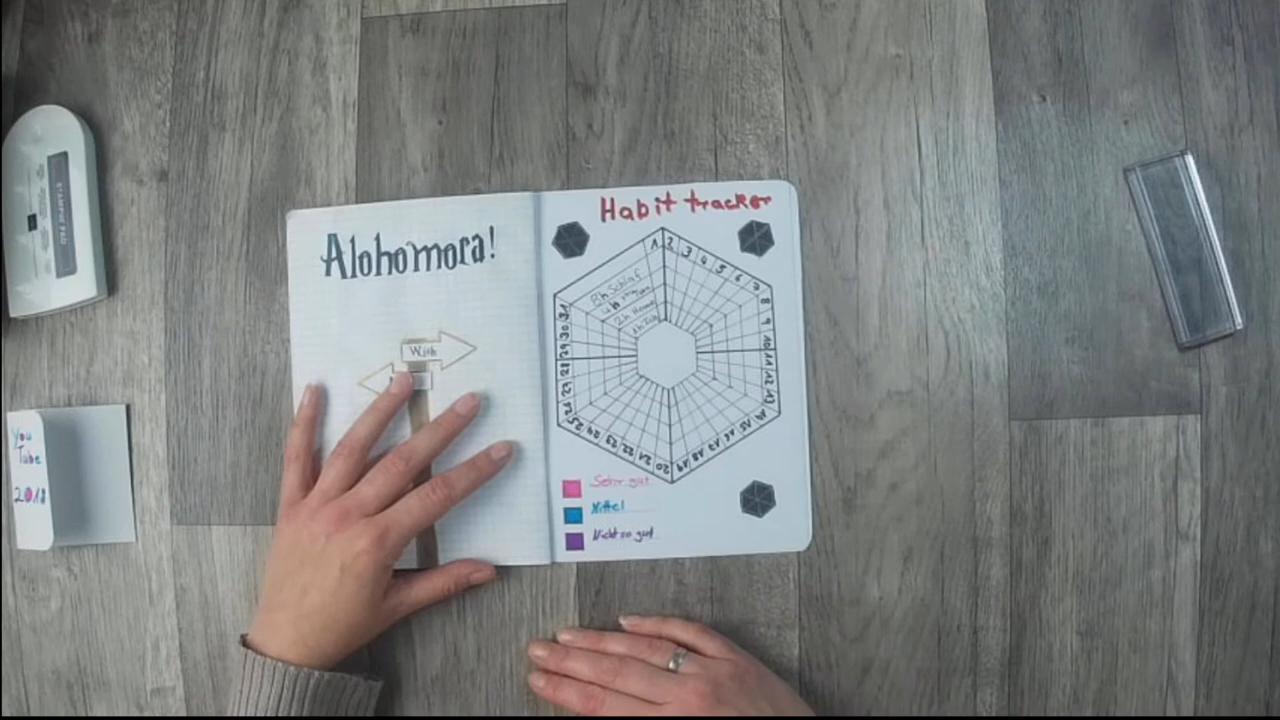 Alohomora!
With
Habit tracker
1 2 3 4 5 6 7 8 9 10 11 12 13 14 15 16 17 18 19 20 21 22 23 24 25 26 27 28 29 30 31
8h Schlaf
2h
Sehr gut
Mittel
Nicht so gut
You
Tube
2018
STAMPIN' PAD